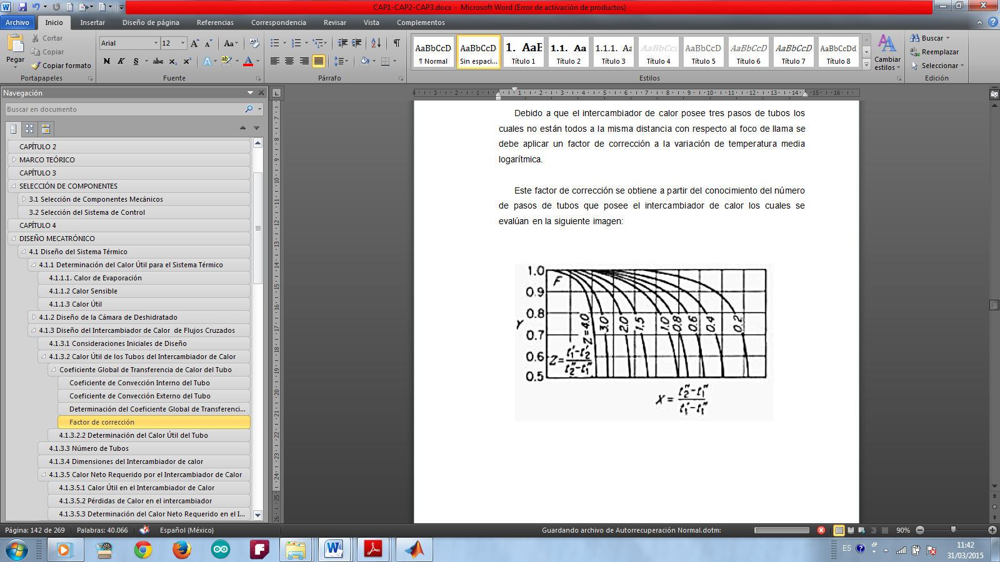 CAP1-CAP2-CAP3.docx - Microsoft Word (Error de activación de productos)
Archivo Inicio Insertar Diseño de página Referencias Correspondencia Revisar Vista Complementos
Pegar
Cortar
Copiar
Copiar formato
Portapapeles
Arial 12
N K S abc x₂ x²
Fuente
Párrafo
AaBbCcD
¶ Normal
AaBbCcD
Sin espaci...
1. AaB
Título 1
1.1. Aa
Título 2
1.1.1. Aa
Título 3
AaBbCcI
Título 4
AaBbCcD
Título 5
AaBbCcD
Título 6
AaBbCcD
Título 7
AaBbCcDd
Título 8
Cambiar estilos
Estilos
Buscar
Reemplazar
Seleccionar
Edición
Navegación
Buscar en documento
CAPÍTULO 2
MARCO TEÓRICO
CAPÍTULO 3
SELECCIÓN DE COMPONENTES
3.1 Selección de Componentes Mecánicos
3.2 Selección del Sistema de Control
CAPÍTULO 4
DISEÑO MECATRÓNICO
4.1 Diseño del Sistema Térmico
4.1.1 Determinación del Calor Útil para el Sistema Térmico
4.1.1.1. Calor de Evaporación
4.1.1.2 Calor Sensible
4.1.1.3 Calor Útil
4.1.2 Diseño de la Cámara de Deshidratado
4.1.3 Diseño del Intercambiador de Calor de Flujos Cruzados
4.1.3.1 Consideraciones Iniciales de Diseño
4.1.3.2 Calor Útil de los Tubos del Intercambiador de Calor
Coeficiente Global de Transferencia de Calor del Tubo
Coeficiente de Convección Interno del Tubo
Coeficiente de Convección Externo del Tubo
Determinación del Coeficiente Global de Transferenci...
Factor de corrección
4.1.3.2.2 Determinación del Calor Útil del Tubo
4.1.3.3 Número de Tubos
4.1.3.4 Dimensiones del Intercambiador de calor
4.1.3.5 Calor Neto Requerido por el Intercambiador de Calor
4.1.3.5.1 Calor Útil en el Intercambiador de Calor
4.1.3.5.2 Pérdidas de Calor en el intercambiador
4.1.3.5.3 Determinación del Calor Neto Requerido en el I...
Debido a que el intercambiador de calor posee tres pasos de tubos los
cuales no están todos a la misma distancia con respecto al foco de llama se
debe aplicar un factor de corrección a la variación de temperatura media
logarítmica.
Este factor de corrección se obtiene a partir del conocimiento del número
de pasos de tubos que posee el intercambiador de calor los cuales se
evalúan en la siguiente imagen:
1.0
0.9
0.8
0.7
0.6
0.5
F
Y
Z=4.0 3.0 2.0 1.5 1.0 0.8 0.6 0.4 0.2
Z = (t₁′−t₂′)/(t₂″−t₁″)
X = (t₂″−t₁″)/(t₁′−t₁″)
Página: 142 de 269 Palabras: 40.066 Español (México) Guardando archivo de Autorrecuperación Normal.dotm: 90%
ES
11:42
31/03/2015